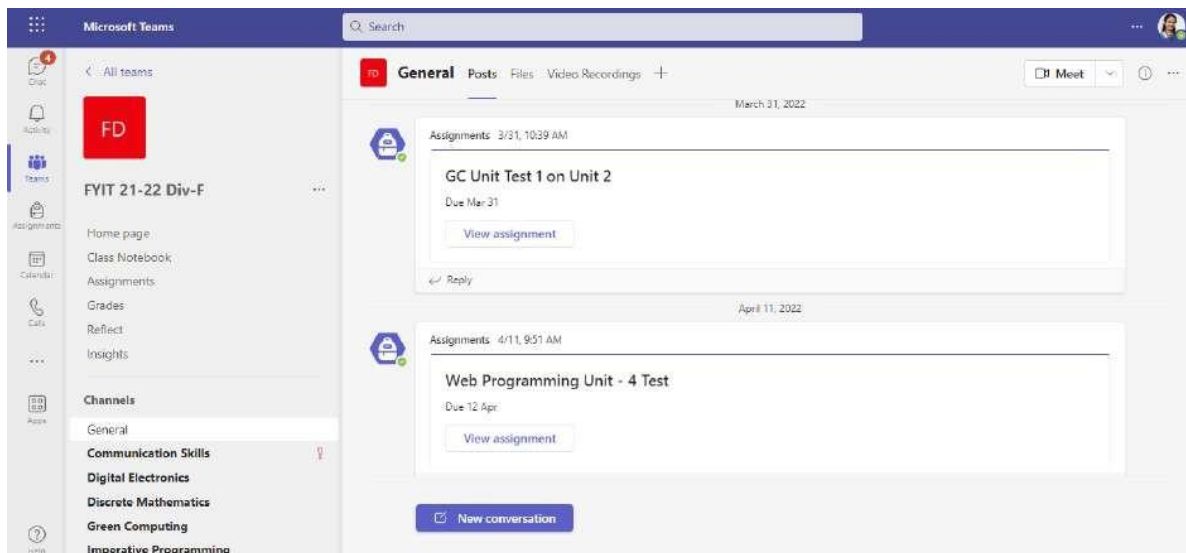 Microsoft Teams
Search
4
Chat
Activity
Teams
Assignments
Calendar
Calls
Apps
All teams
FD
FYIT 21-22 Div-F
Home page
Class Notebook
Assignments
Grades
Reflect
Insights
Channels
General
Communication Skills
Digital Electronics
Discrete Mathematics
Green Computing
Imperative Programming
FD General Posts Files Video Recordings
Meet
March 31, 2022
Assignments 3/31, 10:39 AM
GC Unit Test 1 on Unit 2
Due Mar 31
View assignment
Reply
April 11, 2022
Assignments 4/11, 9:51 AM
Web Programming Unit - 4 Test
Due 12 Apr
View assignment
New conversation